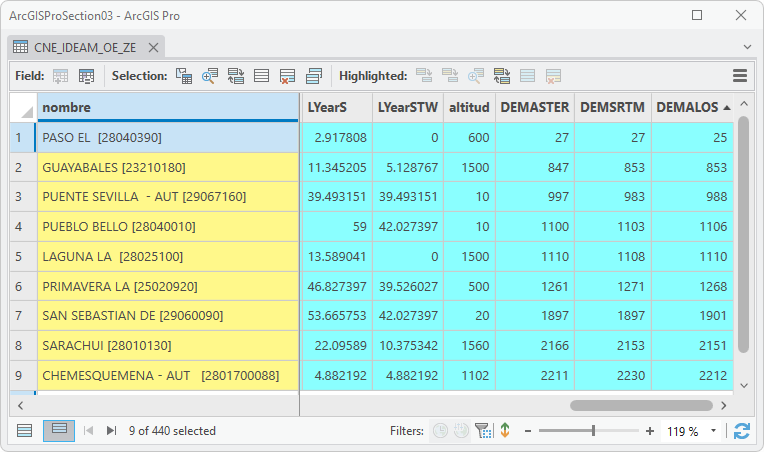 ArcGISProSection03 - ArcGIS Pro
CNE_IDEAM_OE_ZE
Field: Selection: Highlighted:
nombre LYearS LYearSTW altitud DEMASTER DEMSRTM DEMALOS
1 PASO EL  [28040390] 2.917808 0 600 27 27 25
2 GUAYABALES [23210180] 11.345205 5.128767 1500 847 853 853
3 PUENTE SEVILLA  - AUT [29067160] 39.493151 39.493151 10 997 983 988
4 PUEBLO BELLO [28040010] 59 42.027397 10 1100 1103 1106
5 LAGUNA LA  [28025100] 13.589041 0 1500 1110 1108 1110
6 PRIMAVERA LA [25020920] 46.827397 39.526027 500 1261 1271 1268
7 SAN SEBASTIAN DE [29060090] 53.665753 42.027397 20 1897 1897 1901
8 SARACHUI [28010130] 22.09589 10.375342 1560 2166 2153 2151
9 CHEMESQUEMENA - AUT   [2801700088] 4.882192 4.882192 1102 2211 2230 2212
9 of 440 selected Filters: 119 %